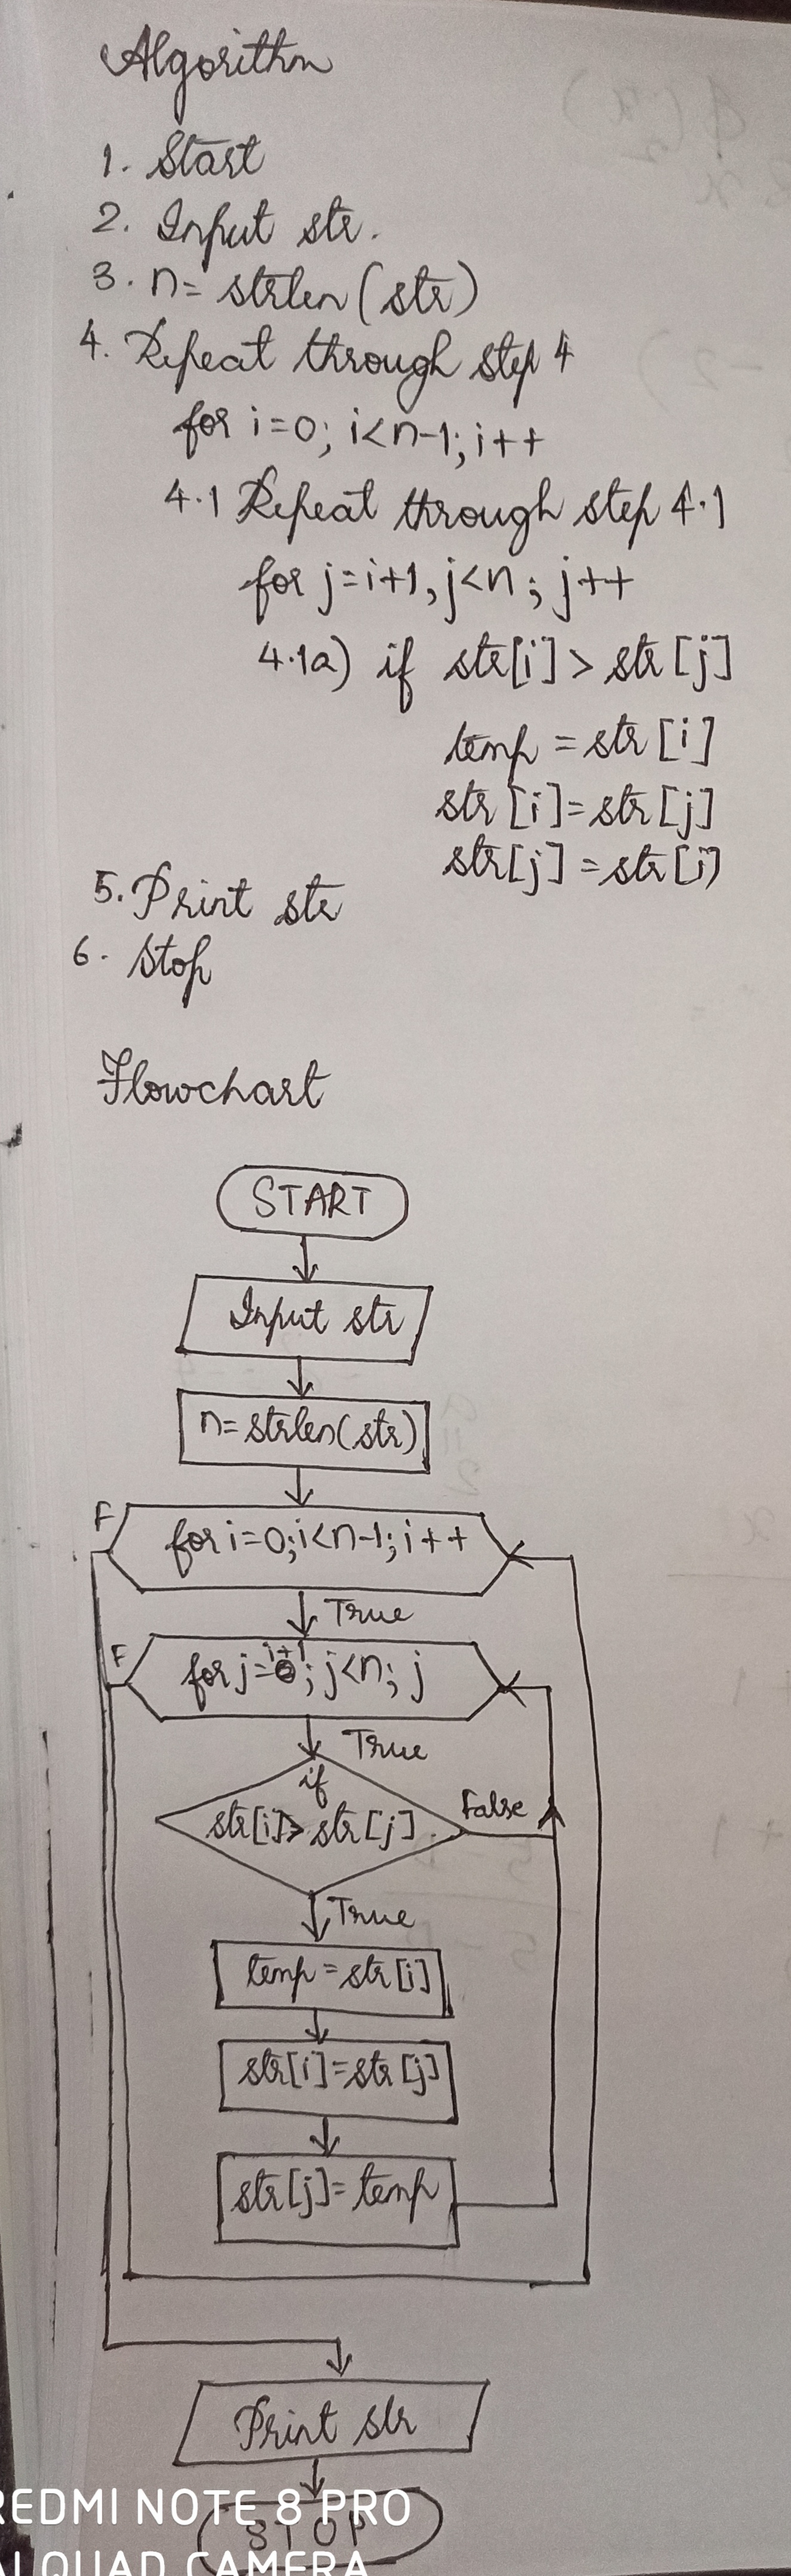 Algorithm
1. Start
2. Input str.
3. n= strlen(str)
4. Repeat through step 4
for i=0; i<n-1; i++
4.1 Repeat through step 4.1
for j=i+1, j<n; j++
4.1a) if str[i] > str[j]
temp = str[i]
str[i]=str[j]
str[j]=str[i]
5. Print str
6. Stop
Flowchart
START
Input str
n=strlen(str)
F
for i=0; i<n-1; i++
True
F
for j=i+1; j<n; j
True
if
str[i]>str[j]
False
True
temp=str[i]
str[i]=str[j]
str[j]=temp
Print str
STOP
REDMI NOTE 8 PRO
AI QUAD CAMERA